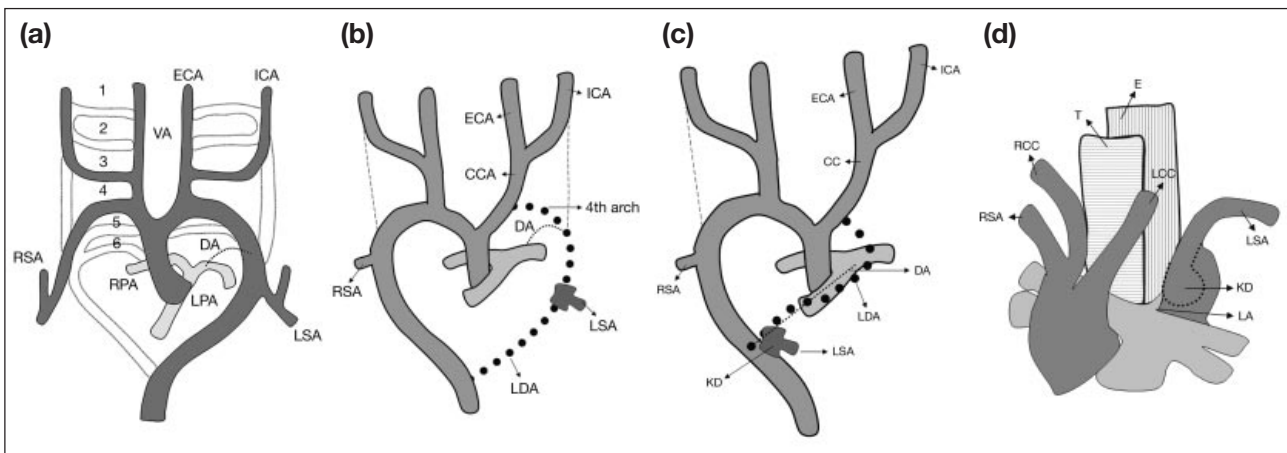 (a)
ECA ICA
1
2
VA
3
4
5
6
DA
RSA
RPA
LPA
LSA
(b)
ICA
ECA
CCA
4th arch
DA
RSA
LSA
LDA
(c)
ICA
ECA
CC
RSA
DA
LDA
LSA
KD
(d)
E
T
RCC
LCC
RSA
LSA
KD
LA